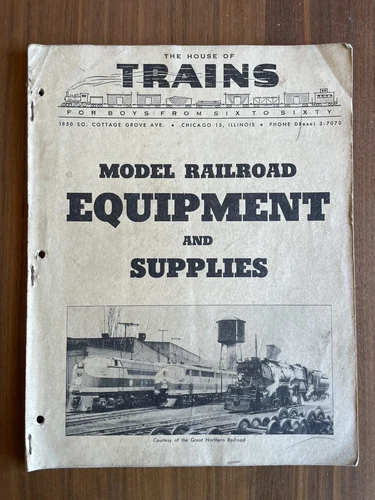 THE HOUSE OF
TRAINS
FOR BOYS FROM SIX TO SIXTY
1850 SO. COTTAGE GROVE AVE. • CHICAGO 15, ILLINOIS • PHONE DRexel 3-7070
MODEL RAILROAD
EQUIPMENT
AND
SUPPLIES
Courtesy of the Great Northern Railroad